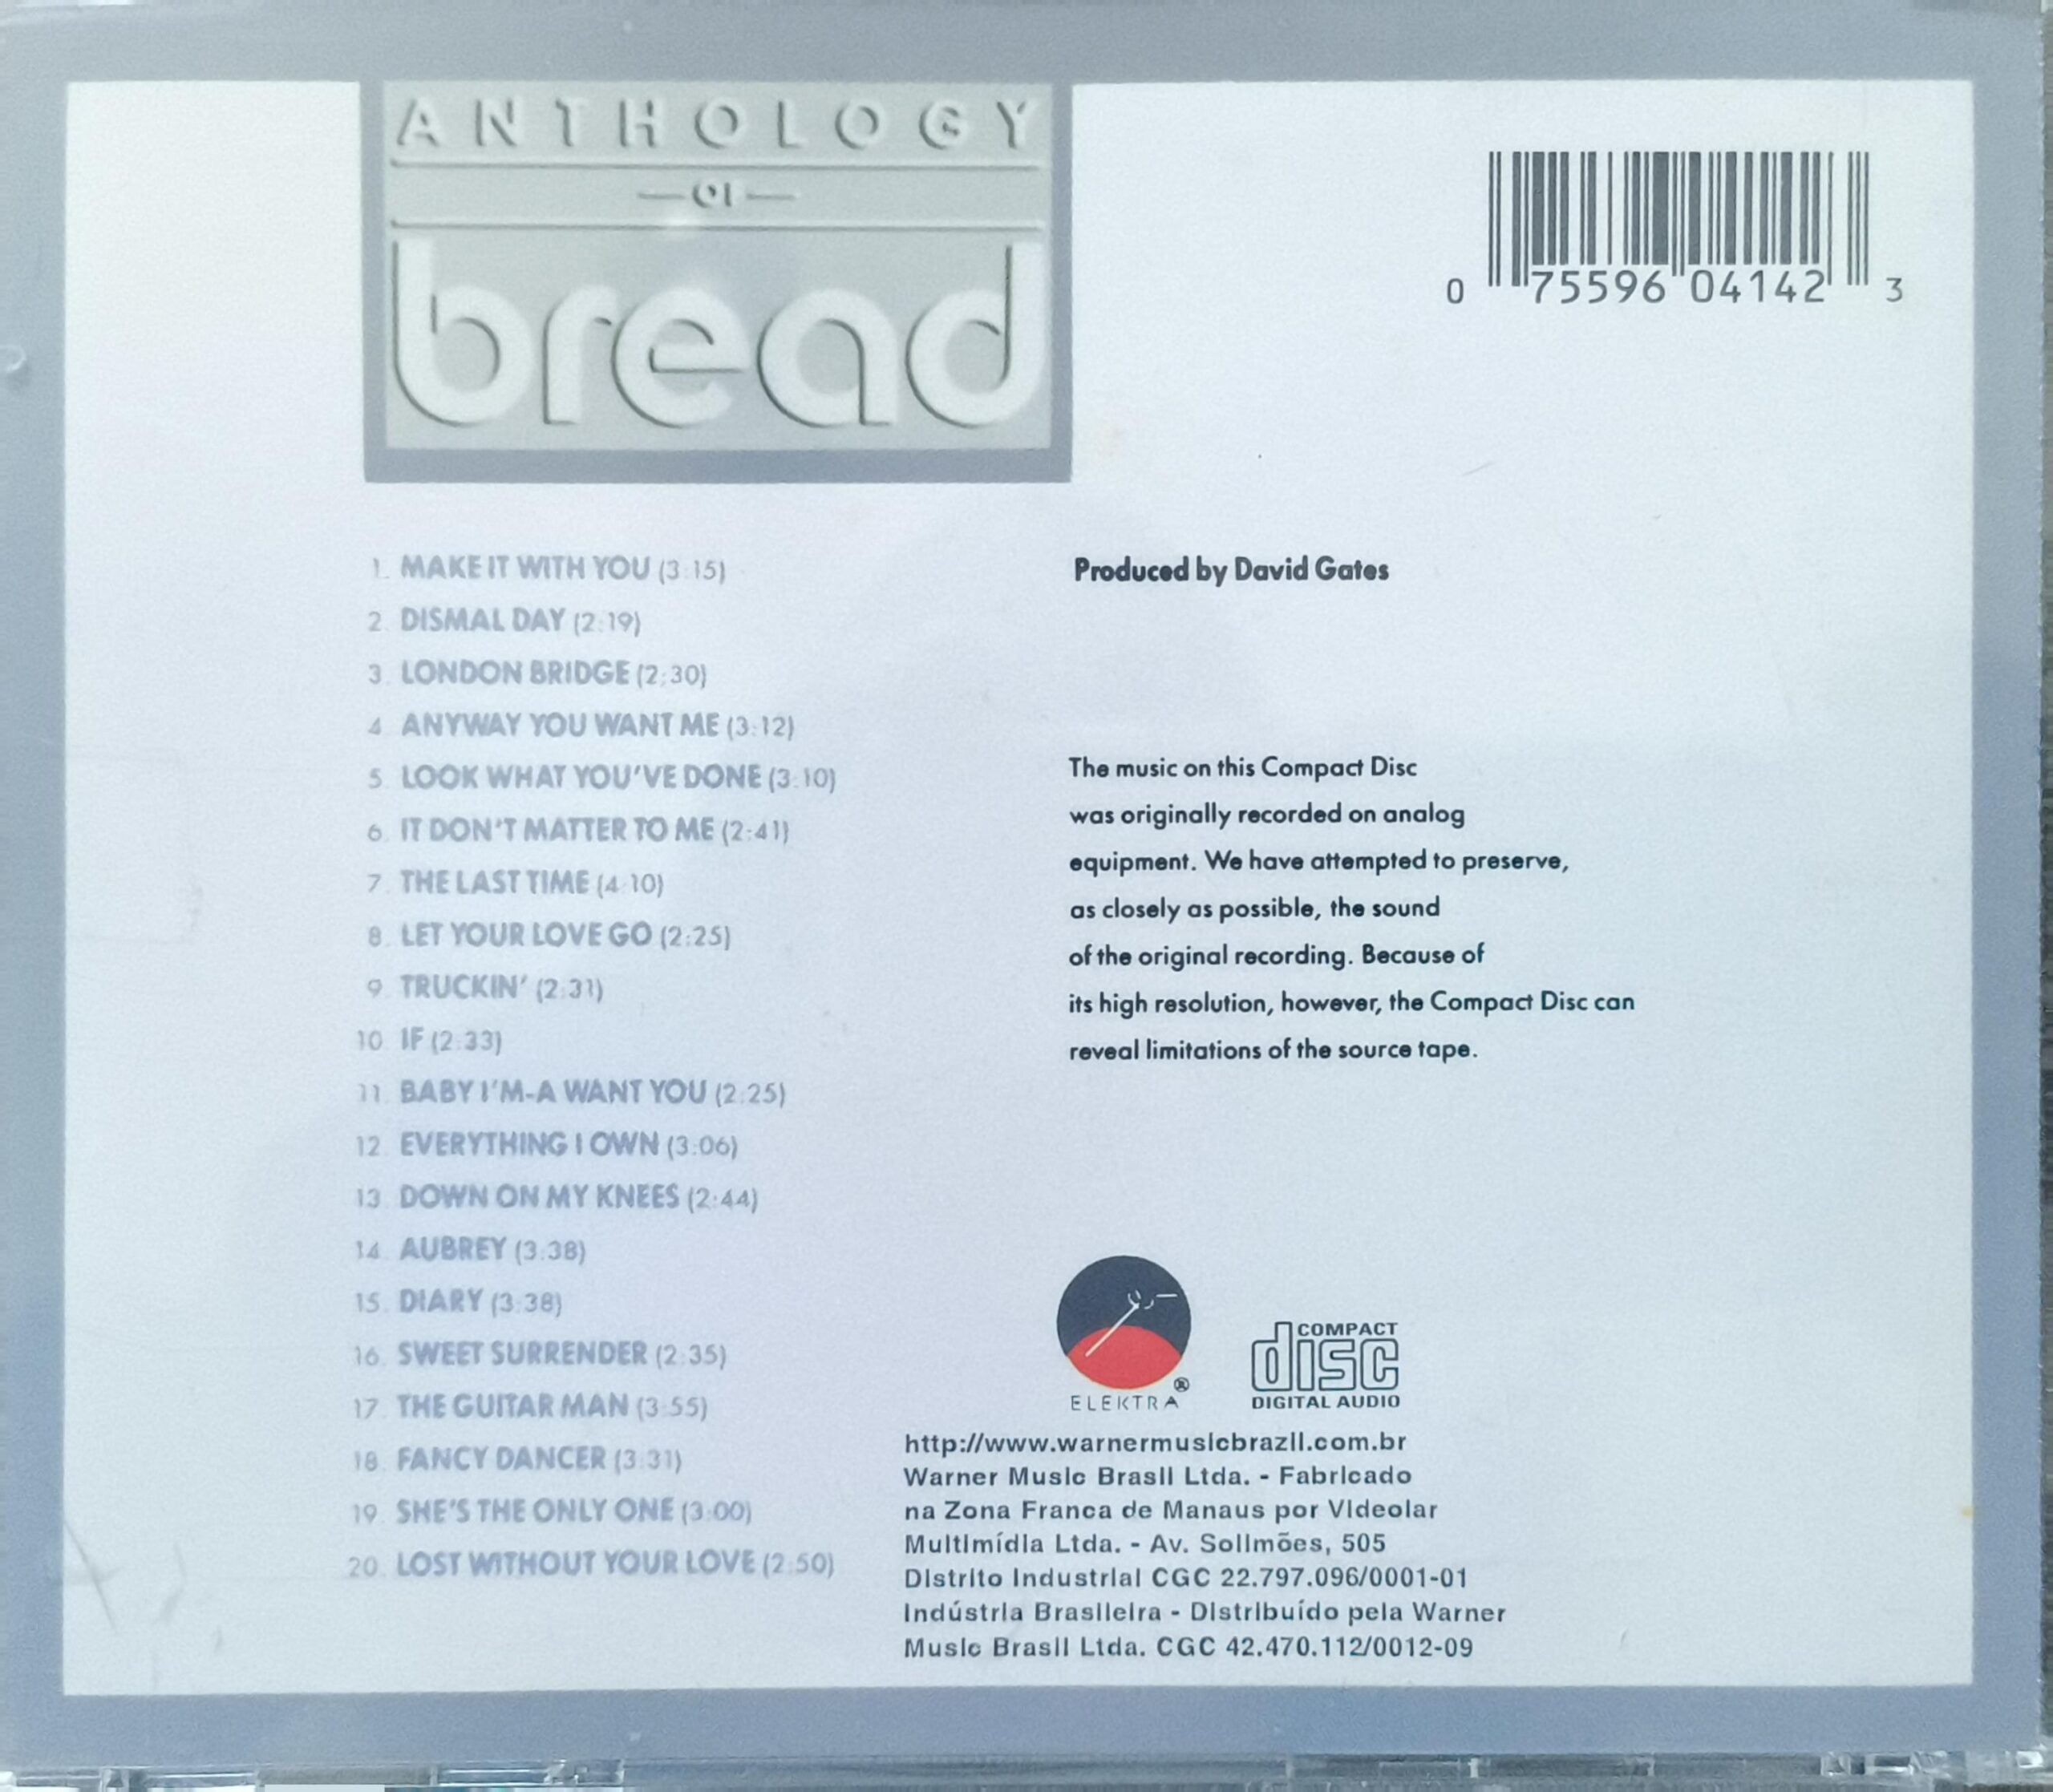 ANTHOLOGY
— of —
bread
0 75596 04142 3
1. MAKE IT WITH YOU (3:15)
2. DISMAL DAY (2:19)
3. LONDON BRIDGE (2:30)
4. ANYWAY YOU WANT ME (3:12)
5. LOOK WHAT YOU'VE DONE (3:10)
6. IT DON'T MATTER TO ME (2:41)
7. THE LAST TIME (4:10)
8. LET YOUR LOVE GO (2:25)
9. TRUCKIN' (2:31)
10. IF (2:33)
11. BABY I'M-A WANT YOU (2:25)
12. EVERYTHING I OWN (3:06)
13. DOWN ON MY KNEES (2:44)
14. AUBREY (3:38)
15. DIARY (3:38)
16. SWEET SURRENDER (2:35)
17. THE GUITAR MAN (3:55)
18. FANCY DANCER (3:31)
19. SHE'S THE ONLY ONE (3:00)
20. LOST WITHOUT YOUR LOVE (2:50)
Produced by David Gates
The music on this Compact Disc
was originally recorded on analog
equipment. We have attempted to preserve,
as closely as possible, the sound
of the original recording. Because of
its high resolution, however, the Compact Disc can
reveal limitations of the source tape.
®
ELEKTRA
COMPACT
disc
DIGITAL AUDIO
http://www.warnermusicbrazil.com.br
Warner Music Brasil Ltda. - Fabricado
na Zona Franca de Manaus por Videolar
Multimídia Ltda. - Av. Solimões, 505
Distrito Industrial CGC 22.797.096/0001-01
Indústria Brasileira - Distribuído pela Warner
Music Brasil Ltda. CGC 42.470.112/0012-09